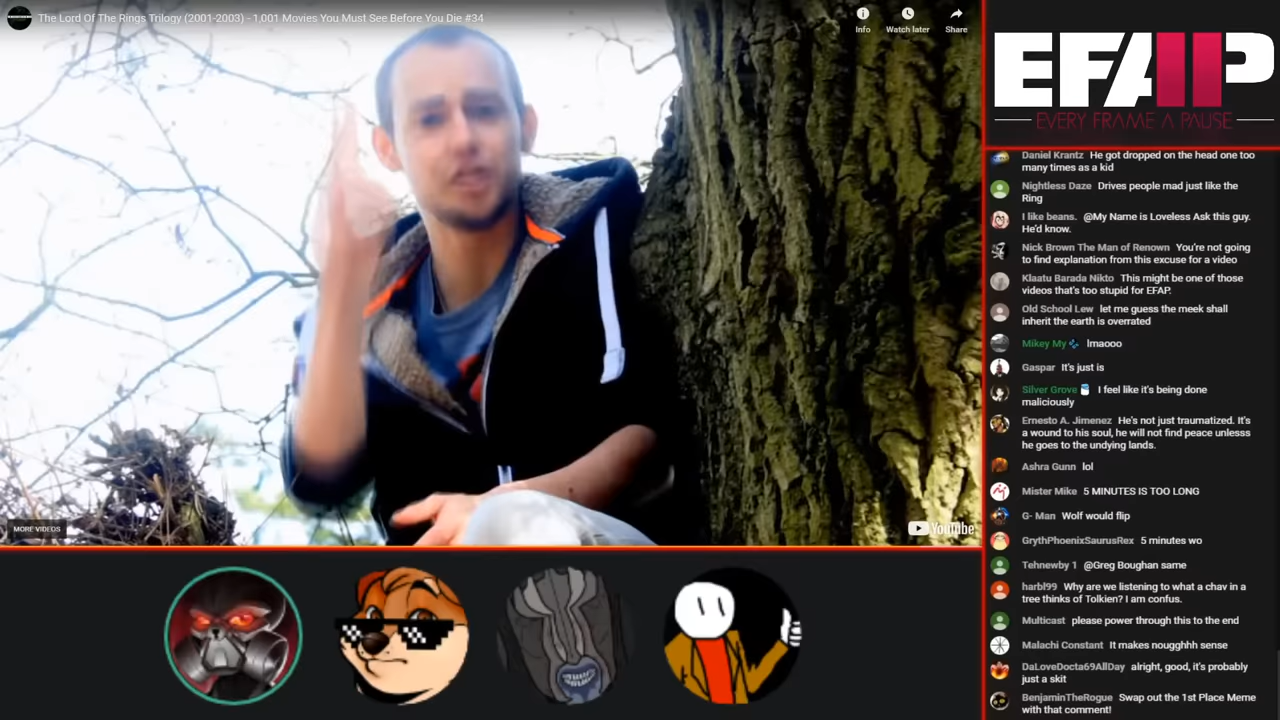 The Lord Of The Rings Trilogy (2001-2003) - 1,001 Movies You Must See Before You Die #34
Info
Watch later
Share
MORE VIDEOS
YouTube
EFAP
EVERY FRAME A PAUSE
Daniel Krantz He got dropped on the head one too
many times as a kid
Nightless Daze Drives people mad just like the
Ring
I like beans. @My Name is Loveless Ask this guy.
He'd know.
Nick Brown The Man of Renown You're not going
to find explanation from this excuse for a video
Klaatu Barada Nikto This might be one of those
videos that's too stupid for EFAP.
Old School Lew let me guess the meek shall
inherit the earth is overrated
Mikey My lmaooo
Gaspar It's just is
Silver Grove I feel like it's being done
maliciously
Ernesto A. Jimenez He's not just traumatized. It's
a wound to his soul, he will not find peace unlesss
he goes to the undying lands.
Ashra Gunn lol
Mister Mike 5 MINUTES IS TOO LONG
G- Man Wolf would flip
GrythPhoenixSaurusRex 5 minutes wo
Tehnewby 1 @Greg Boughan same
harbl99 Why are we listening to what a chav in a
tree thinks of Tolkien? I am confus.
Multicast please power through this to the end
Malachi Constant It makes nougghhh sense
DaLoveDocta69AllDay alright, good, it's probably
just a skit
BenjaminTheRogue Swap out the 1st Place Meme
with that comment!